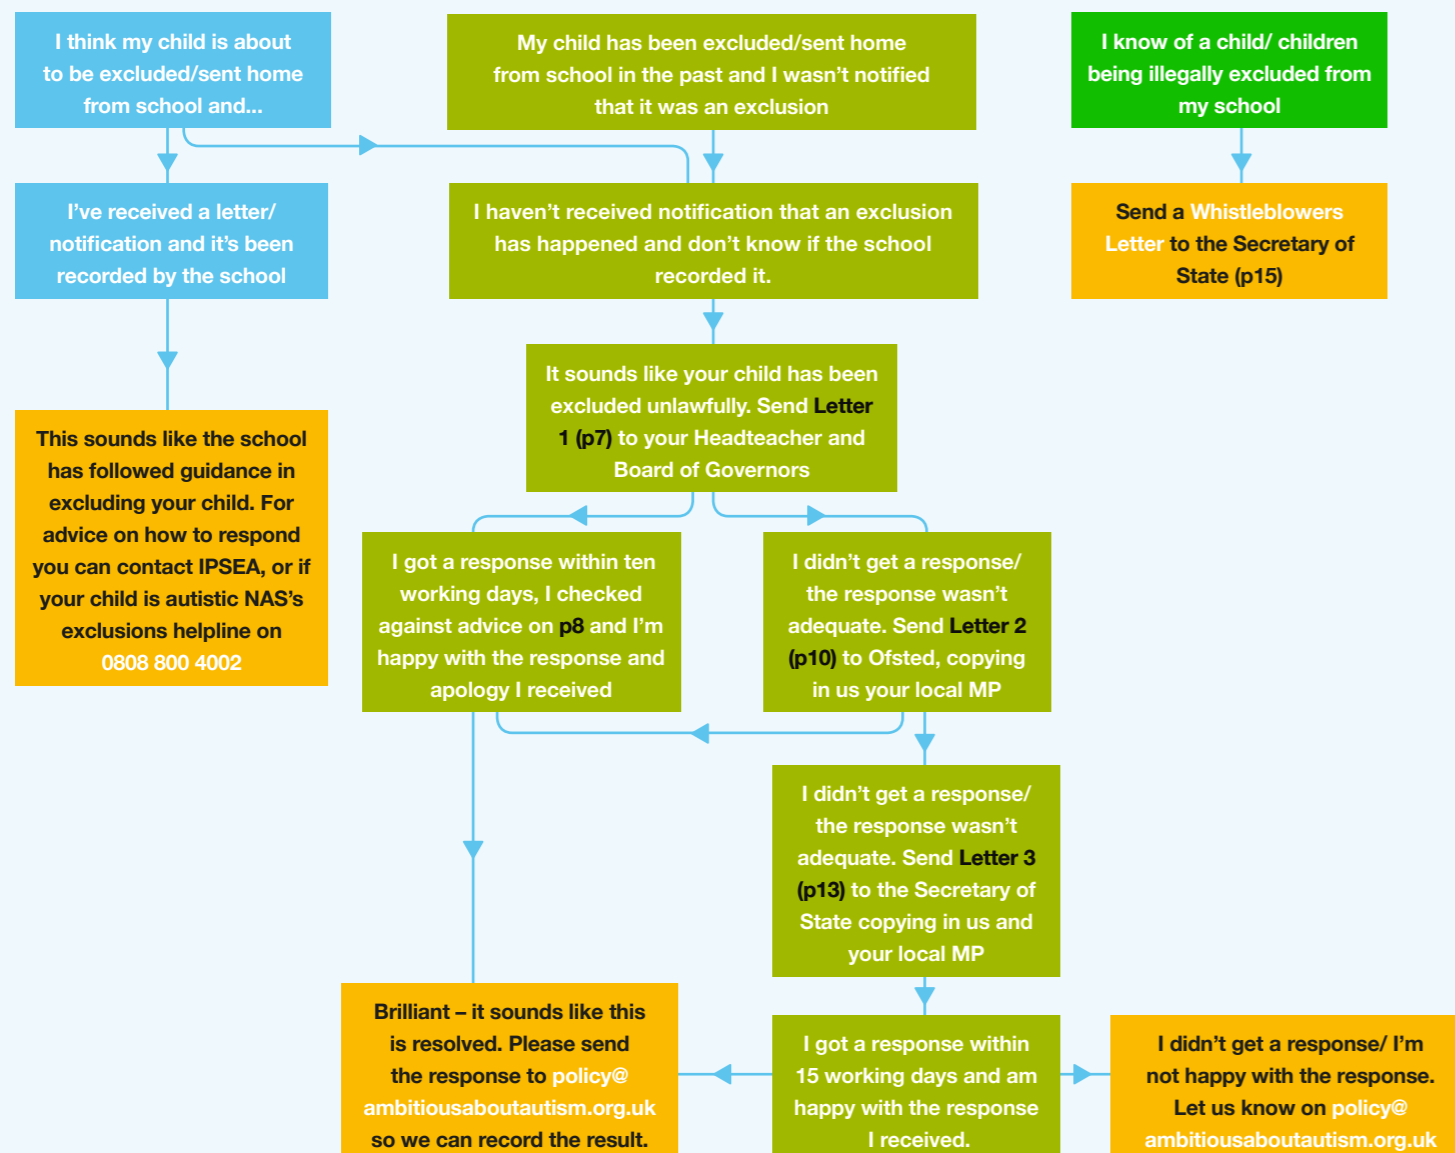 I think my child is about
to be excluded/sent home
from school and...
My child has been excluded/sent home
from school in the past and I wasn’t notified
that it was an exclusion
I know of a child/ children
being illegally excluded from
my school
I’ve received a letter/
notification and it’s been
recorded by the school
I haven’t received notification that an exclusion
has happened and don’t know if the school
recorded it.
Send a Whistleblowers
Letter to the Secretary of
State (p15)
It sounds like your child has been
excluded unlawfully. Send Letter
1 (p7) to your Headteacher and
Board of Governors
This sounds like the school
has followed guidance in
excluding your child. For
advice on how to respond
you can contact IPSEA, or if
your child is autistic NAS’s
exclusions helpline on
0808 800 4002
I got a response within ten
working days, I checked
against advice on p8 and I’m
happy with the response and
apology I received
I didn’t get a response/
the response wasn’t
adequate. Send Letter 2
(p10) to Ofsted, copying
in us your local MP
I didn’t get a response/
the response wasn’t
adequate. Send Letter 3
(p13) to the Secretary of
State copying in us and
your local MP
Brilliant – it sounds like this
is resolved. Please send
the response to policy@
ambitiousaboutautism.org.uk
so we can record the result.
I got a response within
15 working days and am
happy with the response
I received.
I didn’t get a response/ I’m
not happy with the response.
Let us know on policy@
ambitiousaboutautism.org.uk